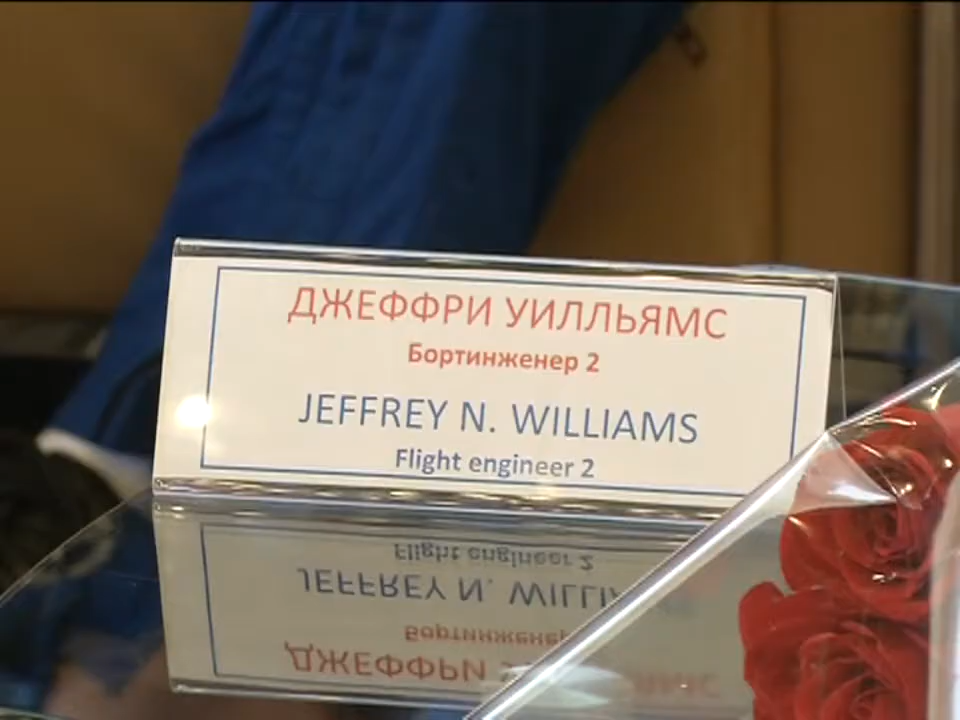 ДЖЕФФРИ УИЛЛЬЯМС
Бортинженер 2
JEFFREY N. WILLIAMS
Flight engineer 2